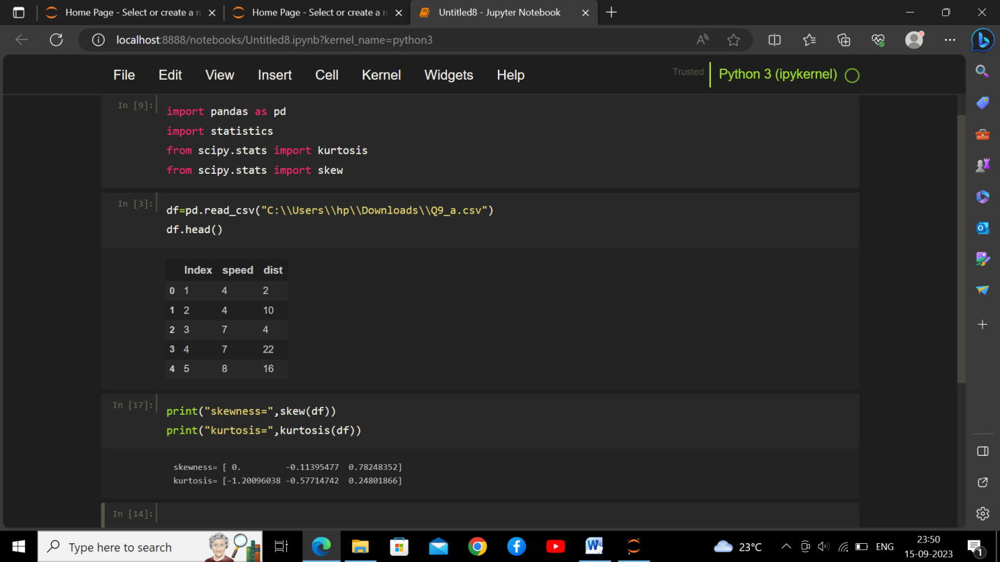 Home Page - Select or create a n
Home Page - Select or create a n
Untitled8 - Jupyter Notebook
localhost:8888/notebooks/Untitled8.ipynb?kernel_name=python3
File Edit View Insert Cell Kernel Widgets Help
Trusted
Python 3 (ipykernel)
In [9]:
import pandas as pd
import statistics
from scipy.stats import kurtosis
from scipy.stats import skew
In [3]:
df=pd.read_csv("C:\\Users\\hp\\Downloads\\Q9_a.csv")
df.head()
Index speed dist
0 1 4 2
1 2 4 10
2 3 7 4
3 4 7 22
4 5 8 16
In [17]:
print("skewness=",skew(df))
print("kurtosis=",kurtosis(df))
skewness= [ 0.         -0.11395477  0.78248352]
kurtosis= [-1.20096038 -0.57714742  0.24801866]
In [14]:
Type here to search
23°C
ENG
23:50
15-09-2023
1